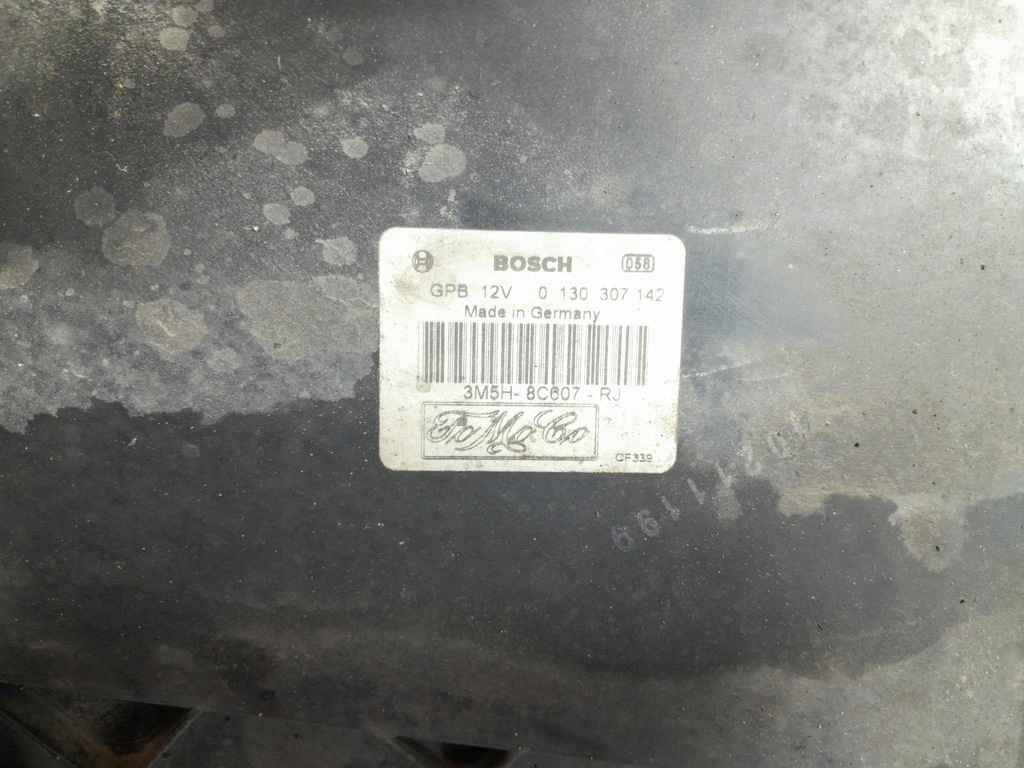 BOSCH 058
GPB 12V 0 130 307 142
Made in Germany
3M5H-8C607-RJ
FoMoCo
CF339